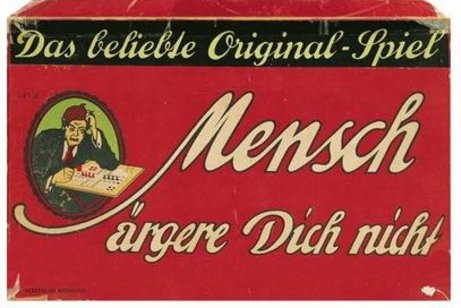 Das beliebte Original-Spiel
Mensch
ärgere Dich nicht